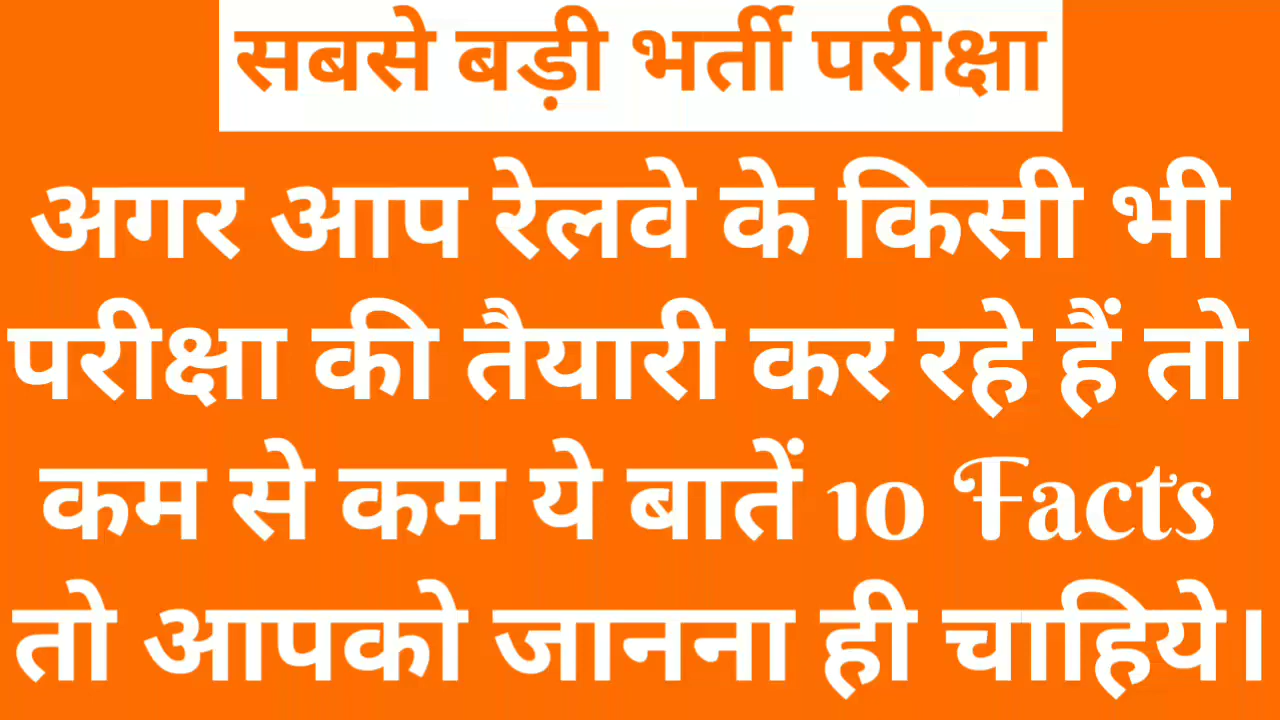 सबसे बड़ी भर्ती परीक्षा
अगर आप रेलवे के किसी भी
परीक्षा की तैयारी कर रहे हैं तो
कम से कम ये बातें 10 Facts
तो आपको जानना ही चाहिये।